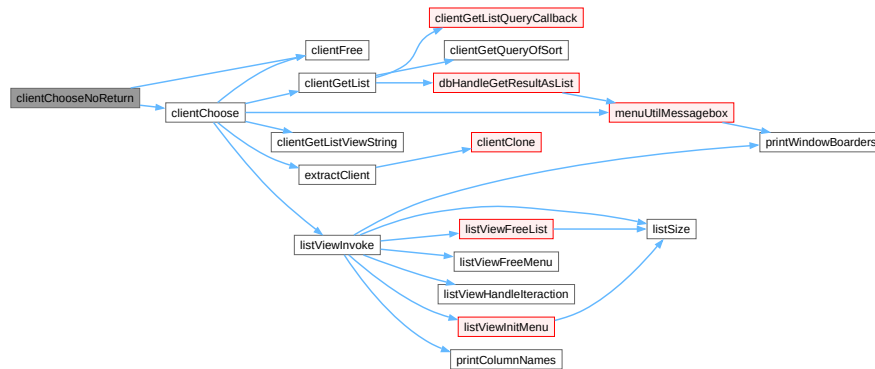 clientGetListQueryCallback
clientFree
clientGetQueryOfSort
clientGetList
dbHandleGetResultAsList
clientChooseNoReturn
clientChoose
menuUtilMessagebox
clientGetListViewString
clientClone
printWindowBoarders
extractClient
listViewInvoke
listViewFreeList
listSize
listViewFreeMenu
listViewHandleIteraction
listViewInitMenu
printColumnNames